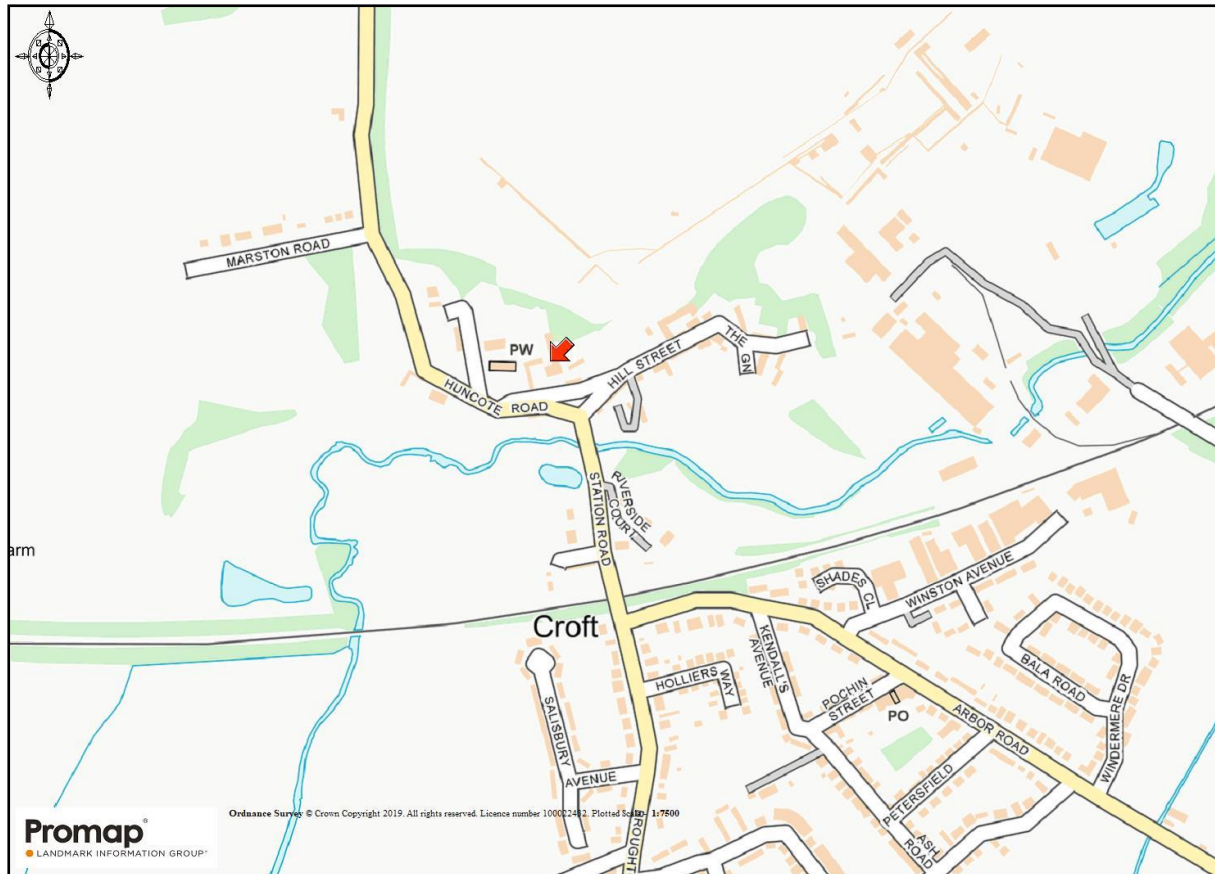 MARSTON ROAD
PW
HUNCOTE ROAD
HILL STREET
THE GN
STATION ROAD
RIVERSIDE
COURT
arm
Croft
SHADES CL
WINSTON AVENUE
KENDALL'S
AVENUE
HOLLIERS WAY
POCHIN
STREET
PO
BALA ROAD
WINDERMERE DR
ARBOR ROAD
SALISBURY
AVENUE
PETERSFIELD
ASH
ROAD
BROUGHT
Promap
LANDMARK INFORMATION GROUP
Ordnance Survey © Crown Copyright 2019. All rights reserved. Licence number 100022432. Plotted Scale - 1:7500